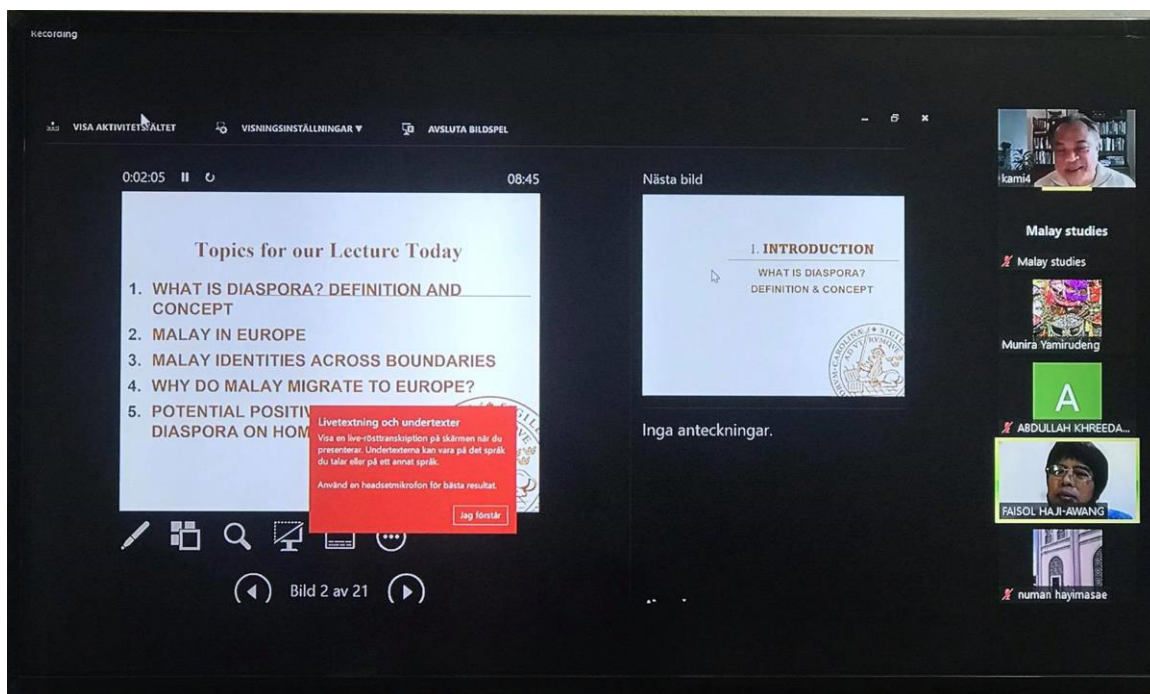 Recording
VISA AKTIVITETSFÄLTET
VISNINGSINSTÄLLNINGAR ▼
AVSLUTA BILDSPEL
0:02:05
08:45
Topics for our Lecture Today
1. WHAT IS DIASPORA? DEFINITION AND
CONCEPT
2. MALAY IN EUROPE
3. MALAY IDENTITIES ACROSS BOUNDARIES
4. WHY DO MALAY MIGRATE TO EUROPE?
5. POTENTIAL
DIASPORA ON
Livetextning och undertexter
Visa en live-rösttranskription på skärmen när du
presenterar. Undertexterna kan vara på det språk
du talar eller på ett annat språk.
Använd en headsetmikrofon för bästa resultat.
Jag förstår
Bild 2 av 21
Nästa bild
1. INTRODUCTION
WHAT IS DIASPORA?
DEFINITION & CONCEPT
Inga anteckningar.
kami4
Malay studies
Malay studies
Munira Yamirudeng
A
ABDULLAH KHREEDA...
FAISOL HAJI-AWANG
numan hayimasae